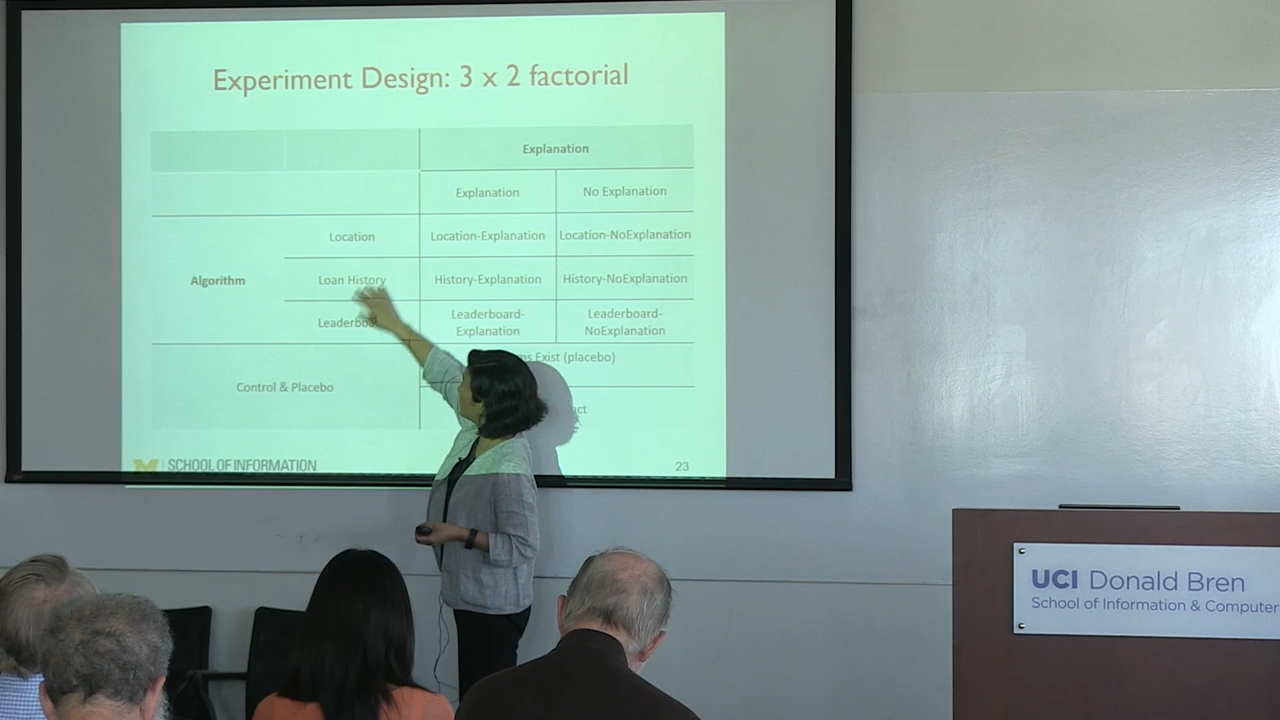 Experiment Design: 3 x 2 factorial
Explanation
Explanation
No Explanation
Location
Location-Explanation
Location-NoExplanation
Algorithm
Loan History
History-Explanation
History-NoExplanation
Leaderboard-
Explanation
Leaderboard-
NoExplanation
Exist (placebo)
Control & Placebo
M SCHOOL OF INFORMATION
23
UCI Donald Bren
School of Information & Computer